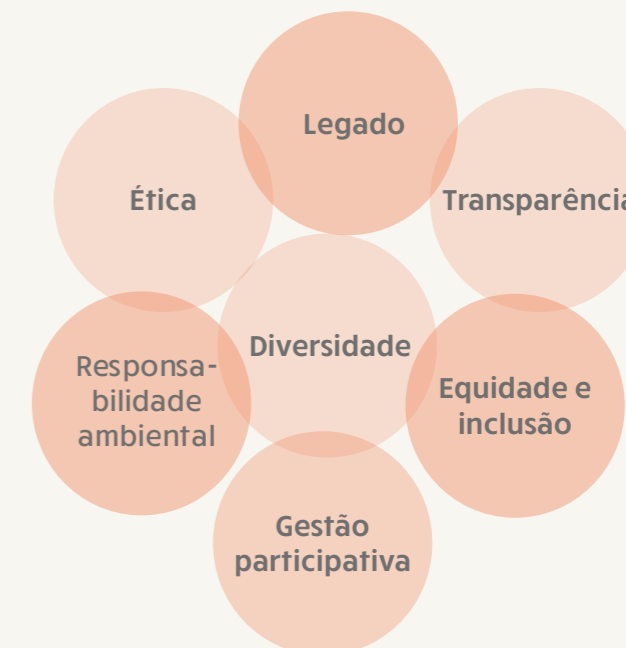 Legado
Ética
Transparência
Diversidade
Responsa-
bilidade
ambiental
Equidade e
inclusão
Gestão
participativa